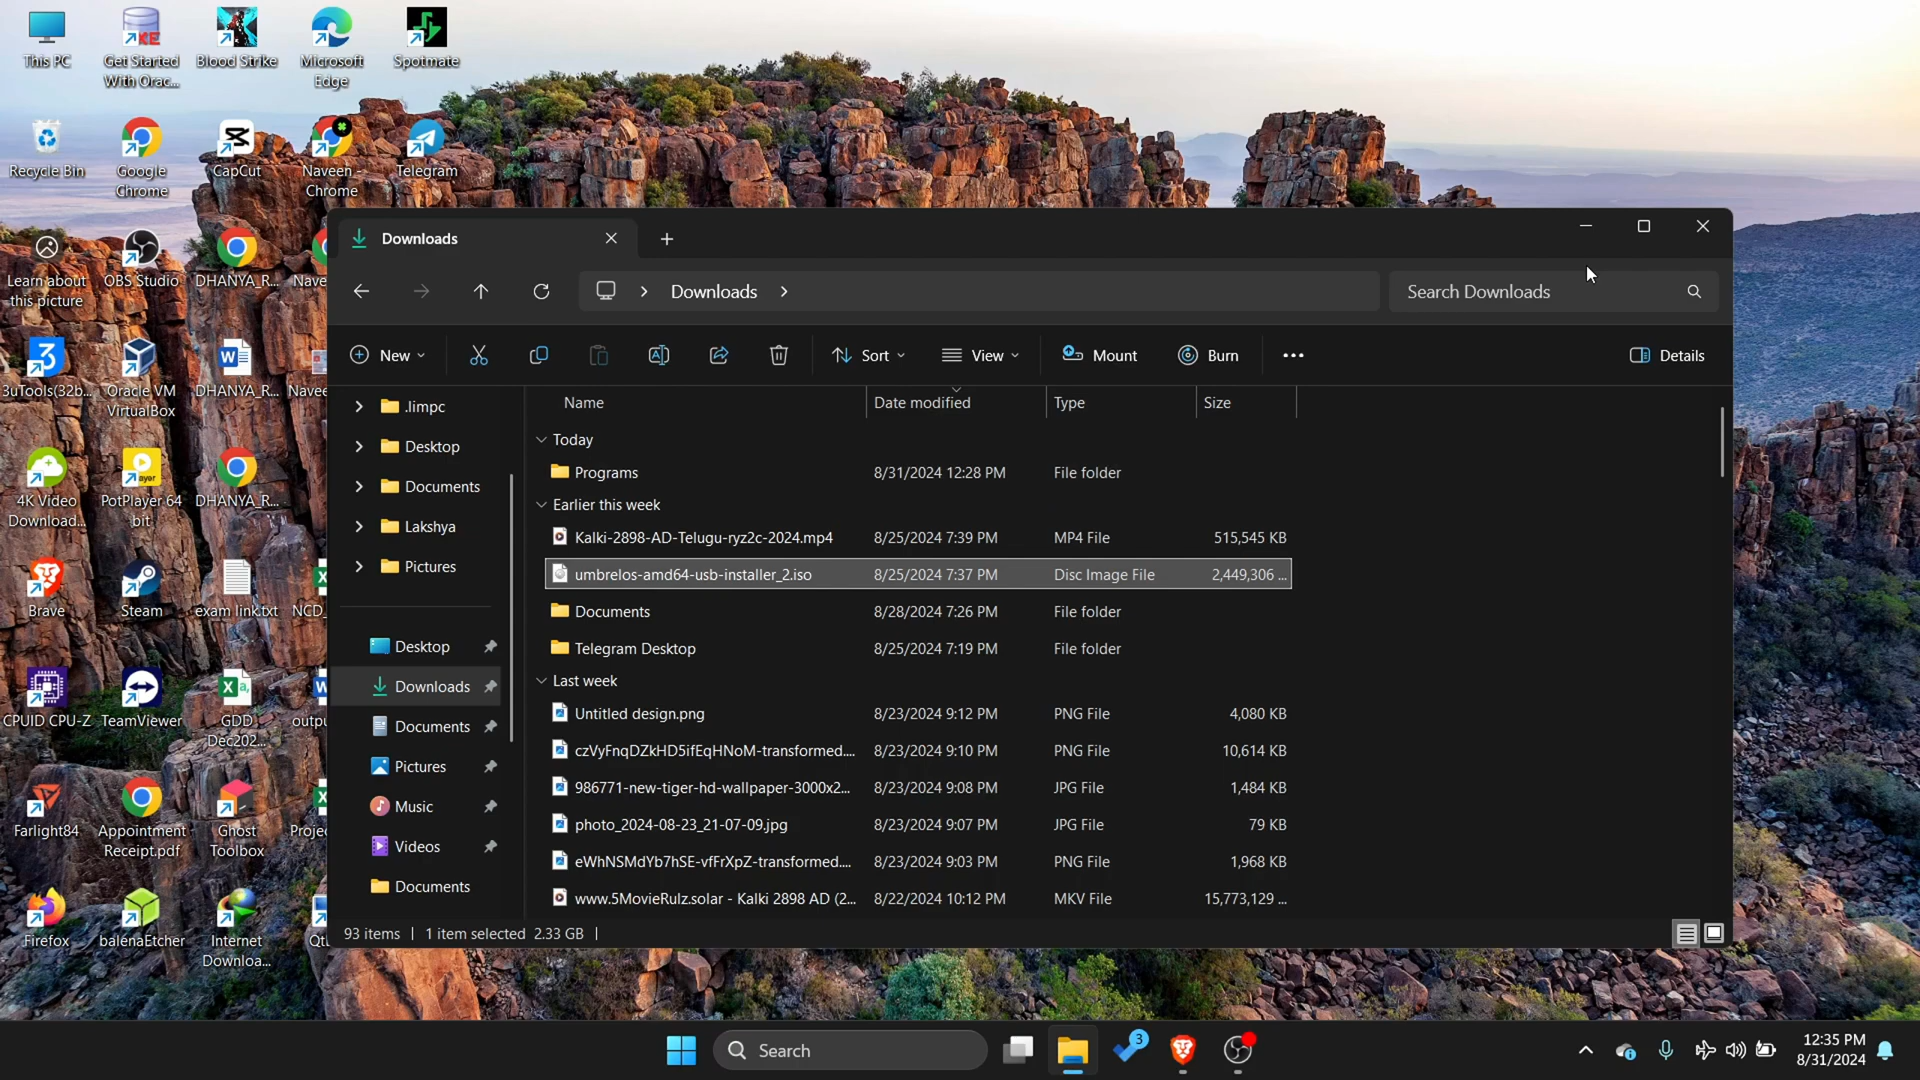 This PC
Get Started
With Orac...
Blood Strike
Microsoft
Edge
Spotmate
Recycle Bin
Google
Chrome
CapCut
Naveen -
Chrome
Telegram
Learn about
this picture
OBS Studio
DHANYA_R...
Nave
3uTools(32b...
Oracle VM
VirtualBox
DHANYA_R...
Navee
4K Video
Download...
PotPlayer 64
bit
DHANYA_R...
Brave
Steam
exam link.txt
NCD_
CPUID CPU-Z
TeamViewer
GDD
Dec202...
outpu
Farlight84
Appointment
Receipt.pdf
Ghost
Toolbox
Proje
Firefox
balenaEtcher
Internet
Downloa...
Qt
Downloads
Downloads
Search Downloads
New
Sort
View
Mount
Burn
Details
.limpc
Desktop
Documents
Lakshya
Pictures
Desktop
Downloads
Documents
Pictures
Music
Videos
Documents
Name Date modified Type Size
Today
Programs 8/31/2024 12:28 PM File folder
Earlier this week
Kalki-2898-AD-Telugu-ryz2c-2024.mp4 8/25/2024 7:39 PM MP4 File 515,545 KB
umbrelos-amd64-usb-installer_2.iso 8/25/2024 7:37 PM Disc Image File 2,449,306 ...
Documents 8/28/2024 7:26 PM File folder
Telegram Desktop 8/25/2024 7:19 PM File folder
Last week
Untitled design.png 8/23/2024 9:12 PM PNG File 4,080 KB
czVyFnqDZkHD5ifEqHNoM-transformed.... 8/23/2024 9:10 PM PNG File 10,614 KB
986771-new-tiger-hd-wallpaper-3000x2... 8/23/2024 9:08 PM JPG File 1,484 KB
photo_2024-08-23_21-07-09.jpg 8/23/2024 9:07 PM JPG File 79 KB
eWhNSMdYb7hSE-vfFrXpZ-transformed.... 8/23/2024 9:03 PM PNG File 1,968 KB
www.5MovieRulz.solar - Kalki 2898 AD (2... 8/22/2024 10:12 PM MKV File 15,773,129 ...
93 items 1 item selected 2.33 GB
Search
3
12:35 PM
8/31/2024